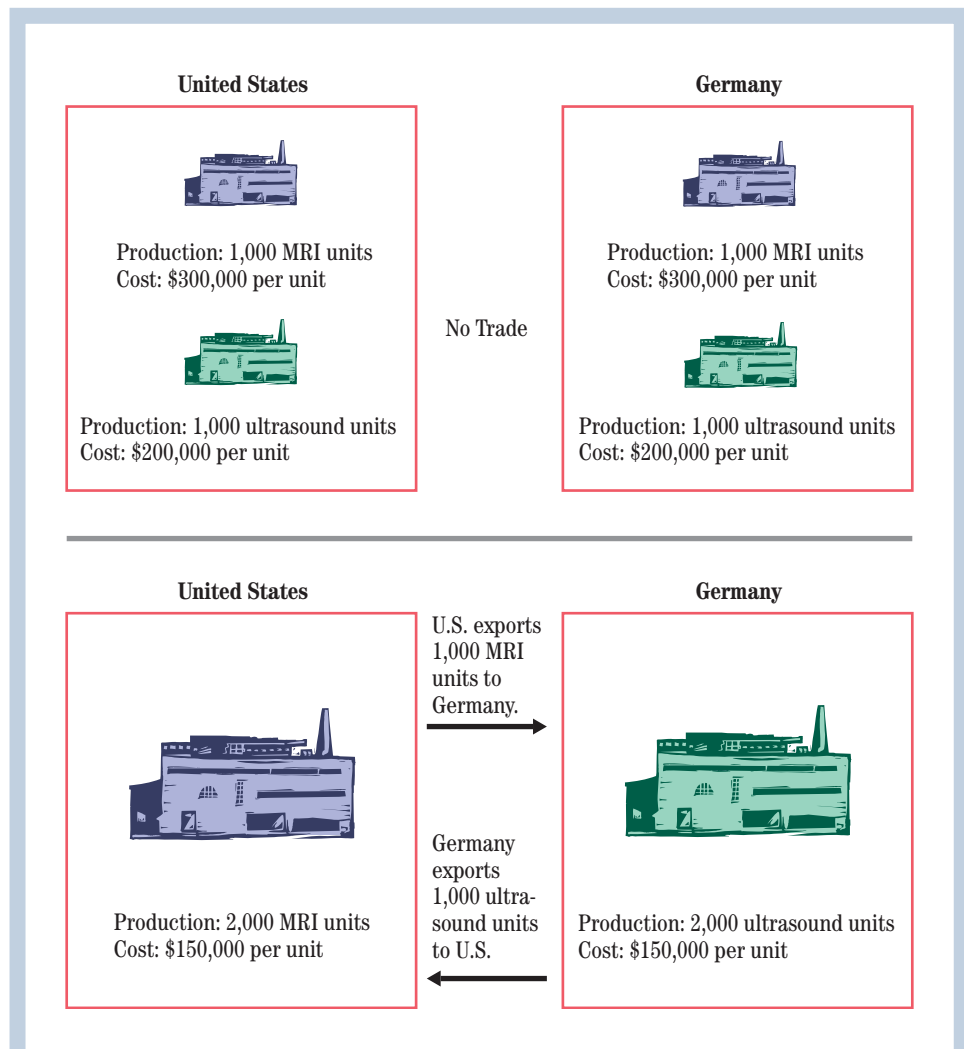 United States
Germany
Production: 1,000 MRI units
Cost: $300,000 per unit
Production: 1,000 MRI units
Cost: $300,000 per unit
No Trade
Production: 1,000 ultrasound units
Cost: $200,000 per unit
Production: 1,000 ultrasound units
Cost: $200,000 per unit
United States
Germany
U.S. exports
1,000 MRI
units to
Germany.
Germany
exports
1,000 ultra-
sound units
to U.S.
Production: 2,000 MRI units
Cost: $150,000 per unit
Production: 2,000 ultrasound units
Cost: $150,000 per unit